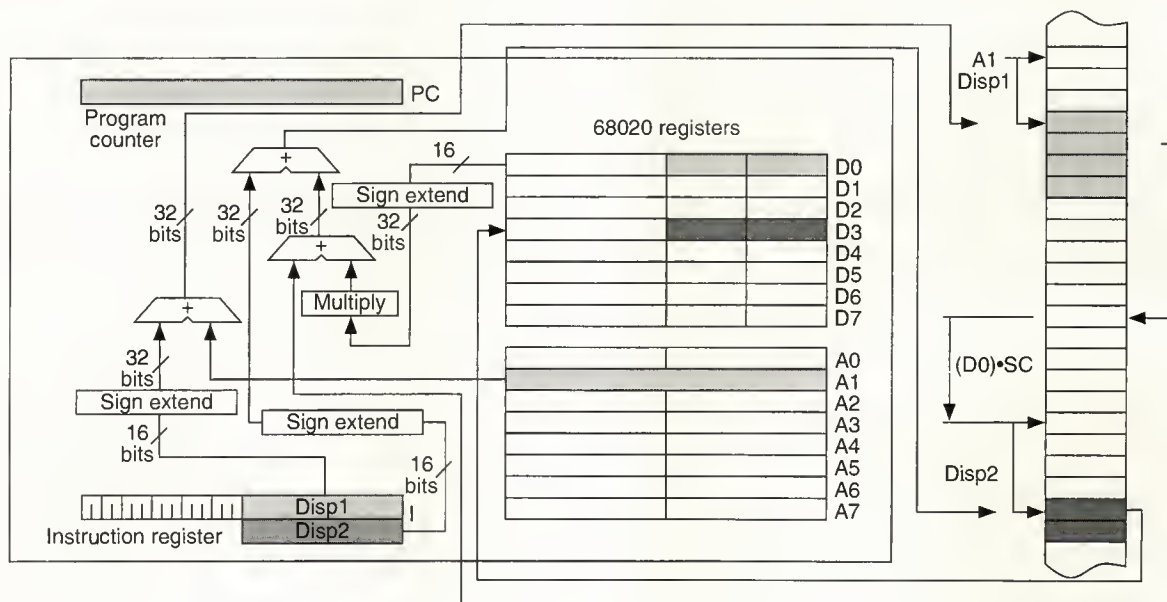 PC
Program
counter
68020 registers
A1
Disp1
16
Sign extend
32
bits
32
bits
32
bits
32
bits
+
+
+
Multiply
D0
D1
D2
D3
D4
D5
D6
D7
32
bits
Sign extend
16
bits
Sign extend
16
bits
A0
A1
A2
A3
A4
A5
A6
A7
(D0)•SC
Disp2
Disp1
Disp2
Instruction register